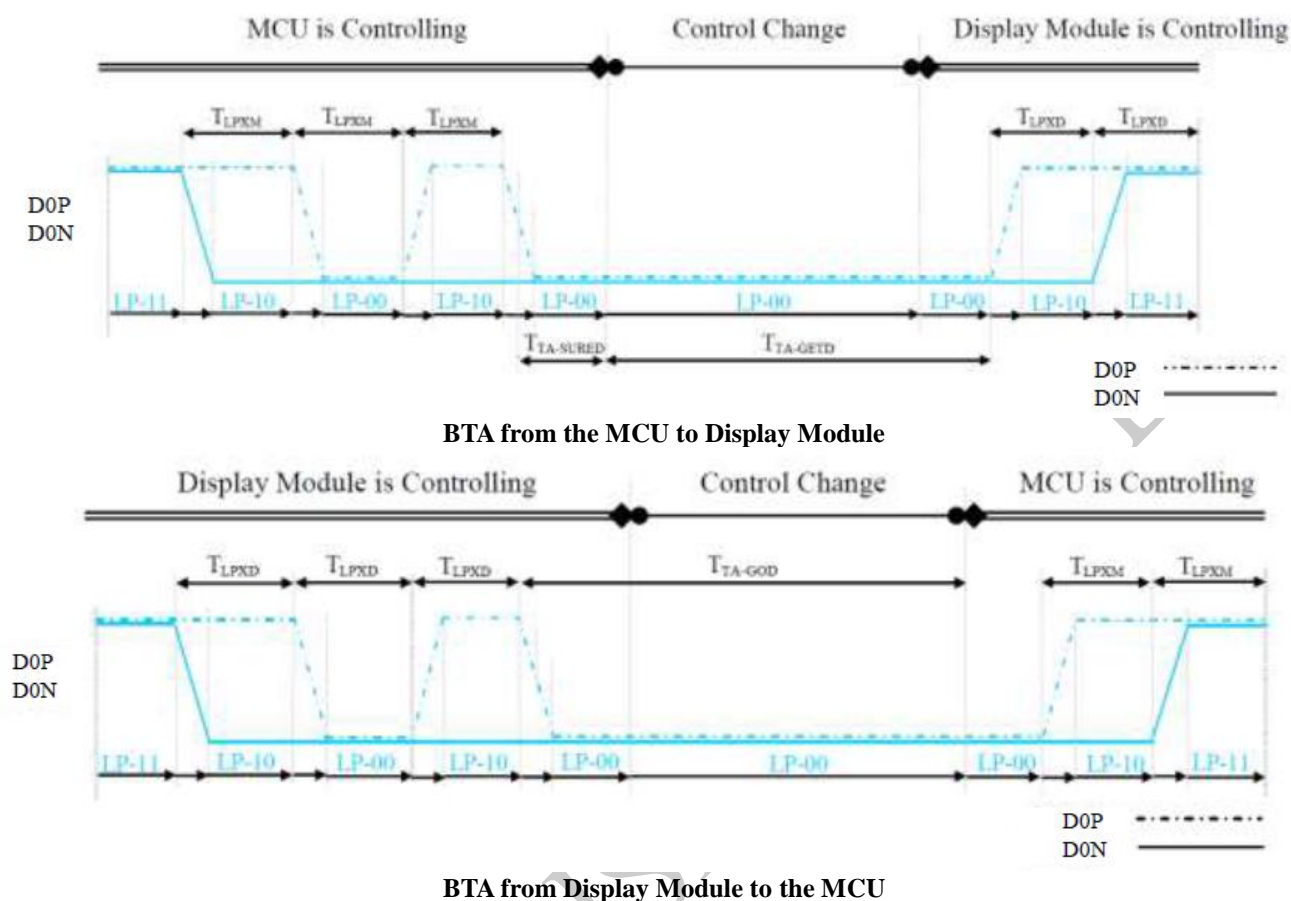 MCU is Controlling Control Change Display Module is Controlling
TLPXM TLPXM TLPXM TLPXD TLPXD
D0P
D0N
LP-11 LP-10 LP-00 LP-10 LP-00 LP-00 LP-00 LP-10 LP-11
TTA-SURED TTA-GETD
D0P
D0N
BTA from the MCU to Display Module
Display Module is Controlling Control Change MCU is Controlling
TLPXD TLPXD TLPXD TTA-GOD TLPXM TLPXM
D0P
D0N
LP-11 LP-10 LP-00 LP-10 LP-00 LP-00 LP-00 LP-10 LP-11
D0P
D0N
BTA from Display Module to the MCU